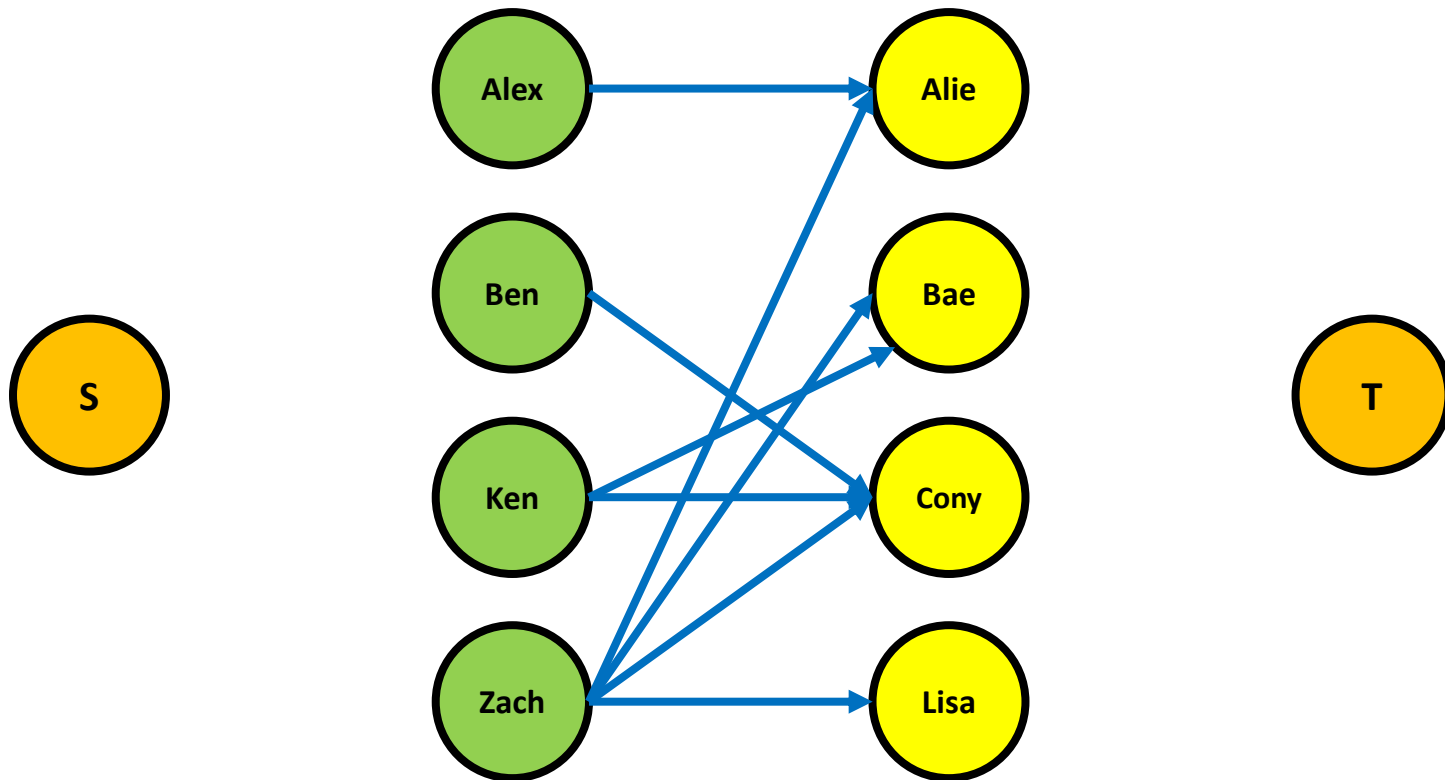 Alex
Alie
Ben
Bae
S
T
Ken
Cony
Zach
Lisa